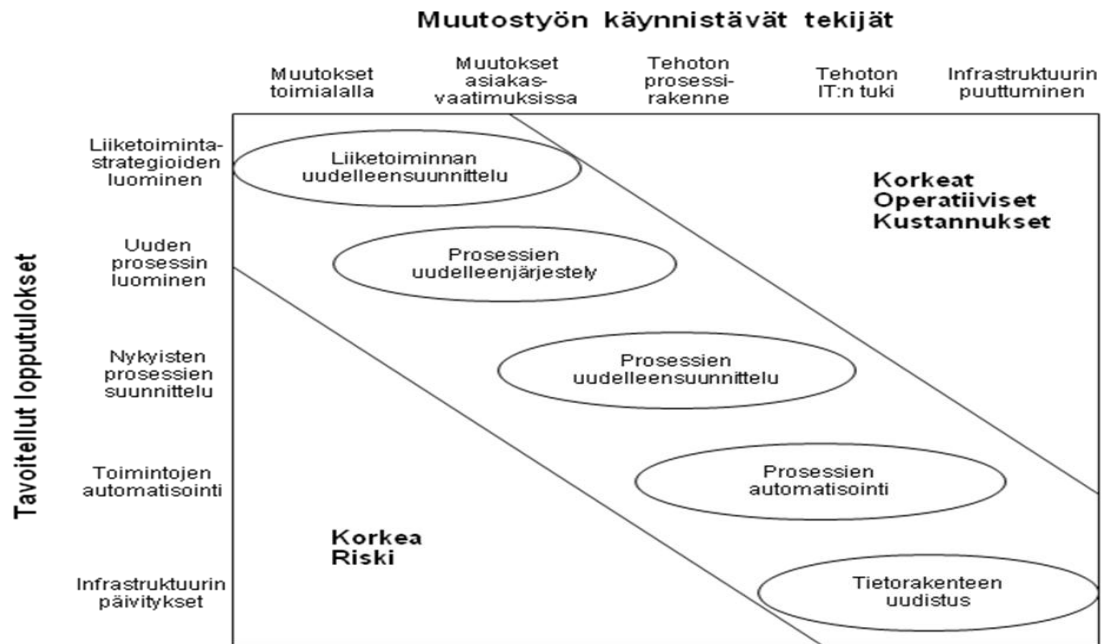 Muutostyön käynnistävät tekijät
Muutokset
toimialalla
Muutokset
asiakas-
vaatimuksissa
Tehoton
prosessi-
rakenne
Tehoton
IT:n tuki
Infrastruktuurin
puuttuminen
Tavoitellut lopputulokset
Liiketoiminta-
strategioiden
luominen
Liiketoiminnan
uudelleensuunnittelu
Korkeat
Operatiiviset
Kustannukset
Uuden
prosessin
luominen
Prosessien
uudelleenjärjestely
Nykyisten
prosessien
suunnittelu
Prosessien
uudelleensuunnittelu
Toimintojen
automatisointi
Prosessien
automatisointi
Korkea
Riski
Infrastruktuurin
päivitykset
Tietorakenteen
uudistus